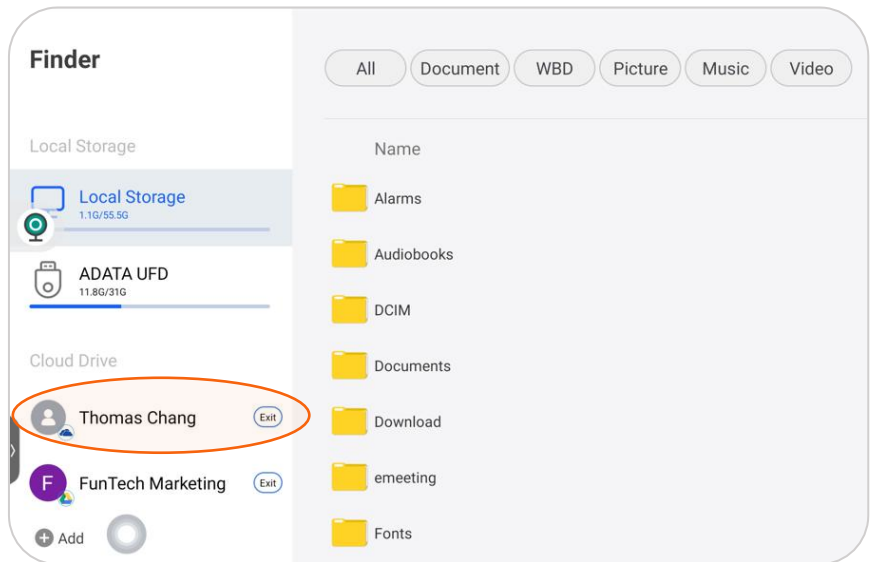 Finder
Local Storage
Local Storage
1.1G/55.5G
ADATA UFD
11.8G/31G
Cloud Drive
Thomas Chang Exit
F FunTech Marketing Exit
Add
All Document WBD Picture Music Video
Name
Alarms
Audiobooks
DCIM
Documents
Download
emeeting
Fonts